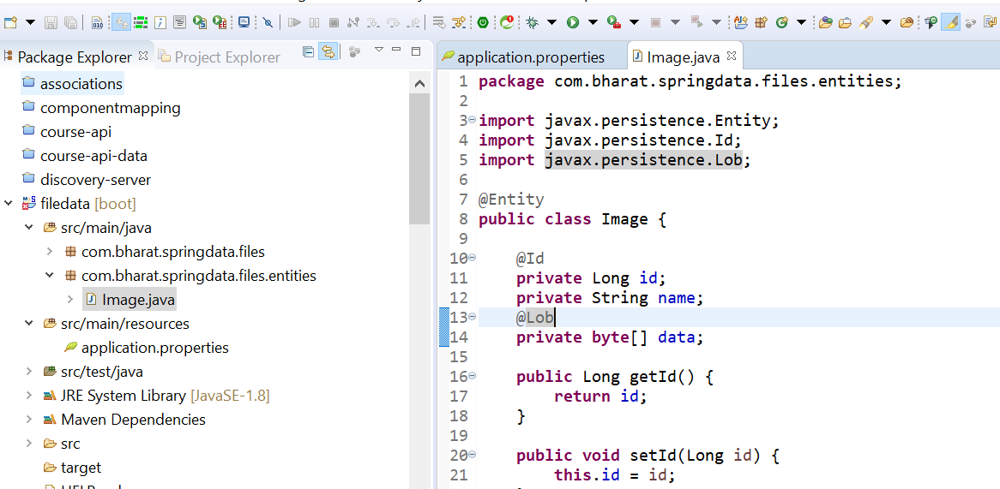 Package Explorer
Project Explorer
associations
componentmapping
course-api
course-api-data
discovery-server
filedata [boot]
src/main/java
com.bharat.springdata.files
com.bharat.springdata.files.entities
Image.java
src/main/resources
application.properties
src/test/java
JRE System Library [JavaSE-1.8]
Maven Dependencies
src
target
application.properties
Image.java
1 package com.bharat.springdata.files.entities;
2
3 import javax.persistence.Entity;
4 import javax.persistence.Id;
5 import javax.persistence.Lob;
6
7 @Entity
8 public class Image {
9
10 @Id
11 private Long id;
12 private String name;
13 @Lob
14 private byte[] data;
15
16 public Long getId() {
17 return id;
18 }
19
20 public void setId(Long id) {
21 this.id = id;